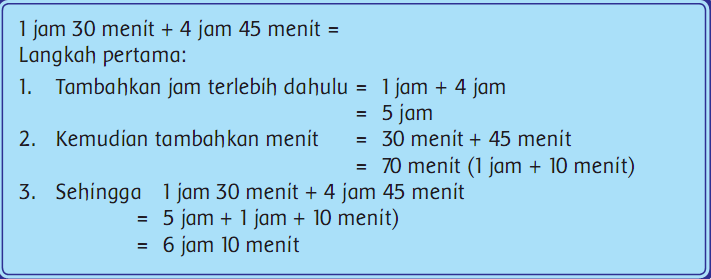 1 jam 30 menit + 4 jam 45 menit =
Langkah pertama:
1. Tambahkan jam terlebih dahulu = 1 jam + 4 jam
= 5 jam
2. Kemudian tambahkan menit = 30 menit + 45 menit
= 70 menit (1 jam + 10 menit)
3. Sehingga 1 jam 30 menit + 4 jam 45 menit
= 5 jam + 1 jam + 10 menit)
= 6 jam 10 menit